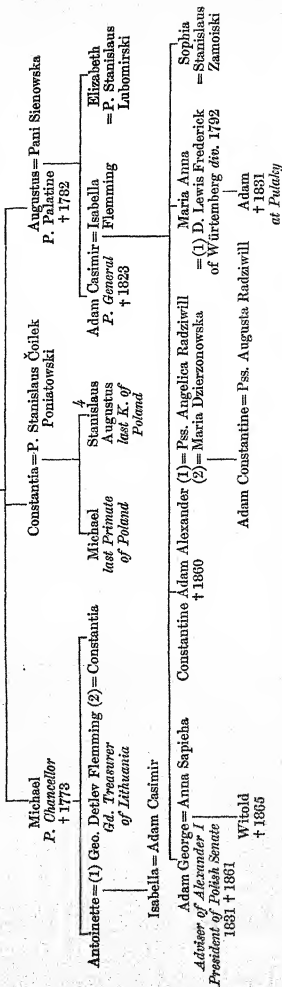 Michael
P. Chancellor
† 1773
Constantia = P. Stanislaus Čoilek
Poniatowski
Augustus = Pani Sienowska
P. Palatine
† 1782
Antoinette = (1) Geo. Detlev Flemming (2) = Constantia
Gd. Treasurer
of Lithuania
Michael
last Primate
of Poland
4
Stanislaus
Augustus
last K. of
Poland
Adam Casimir = Isabella
P. General Flemming
† 1823
Elizabeth
= P. Stanislaus
Lubomirski
Isabella = Adam Casimir
Adam George = Anna Sapieha
Adviser of Alexander I
President of Polish Senate
1831 † 1861
Constantine Adam Alexander (1) = Pss. Angelica Radziwill
† 1860 (2) = Maria Dzierzonowska
Maria Anna
= (1) D. Lewis Frederick
of Würtemberg div. 1792
Sophia
= Stanislaus
Zamoiski
Witold
† 1865
Adam Constantine = Pss. Augusta Radziwill
Adam
† 1831
at Pulaky